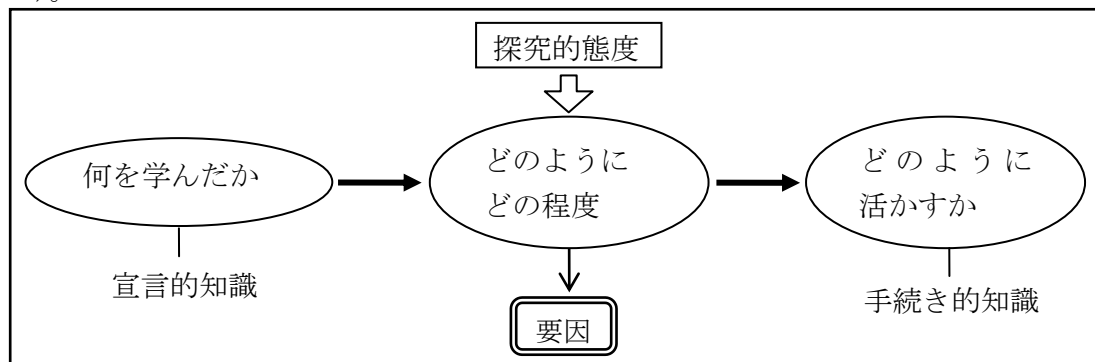 探究的態度
何を学んだか
どのように
どの程度
どのように
活かすか
宣言的知識
手続き的知識
要因